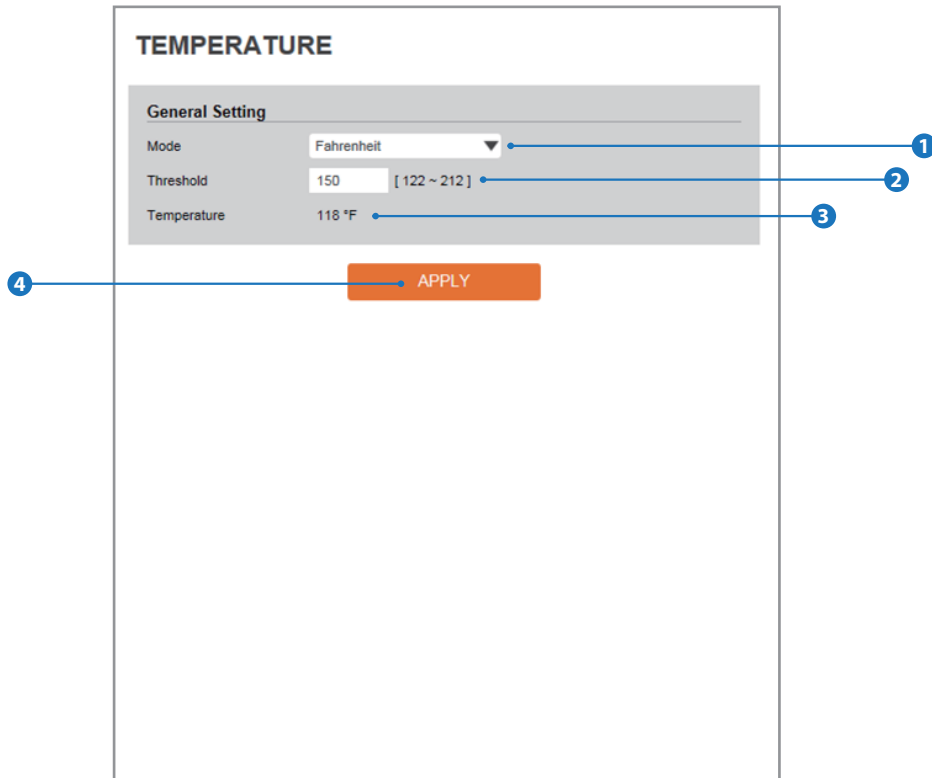 TEMPERATURE
General Setting
Mode Fahrenheit 1
Threshold 150 [ 122 ~ 212 ] 2
Temperature 118 °F 3
4 APPLY